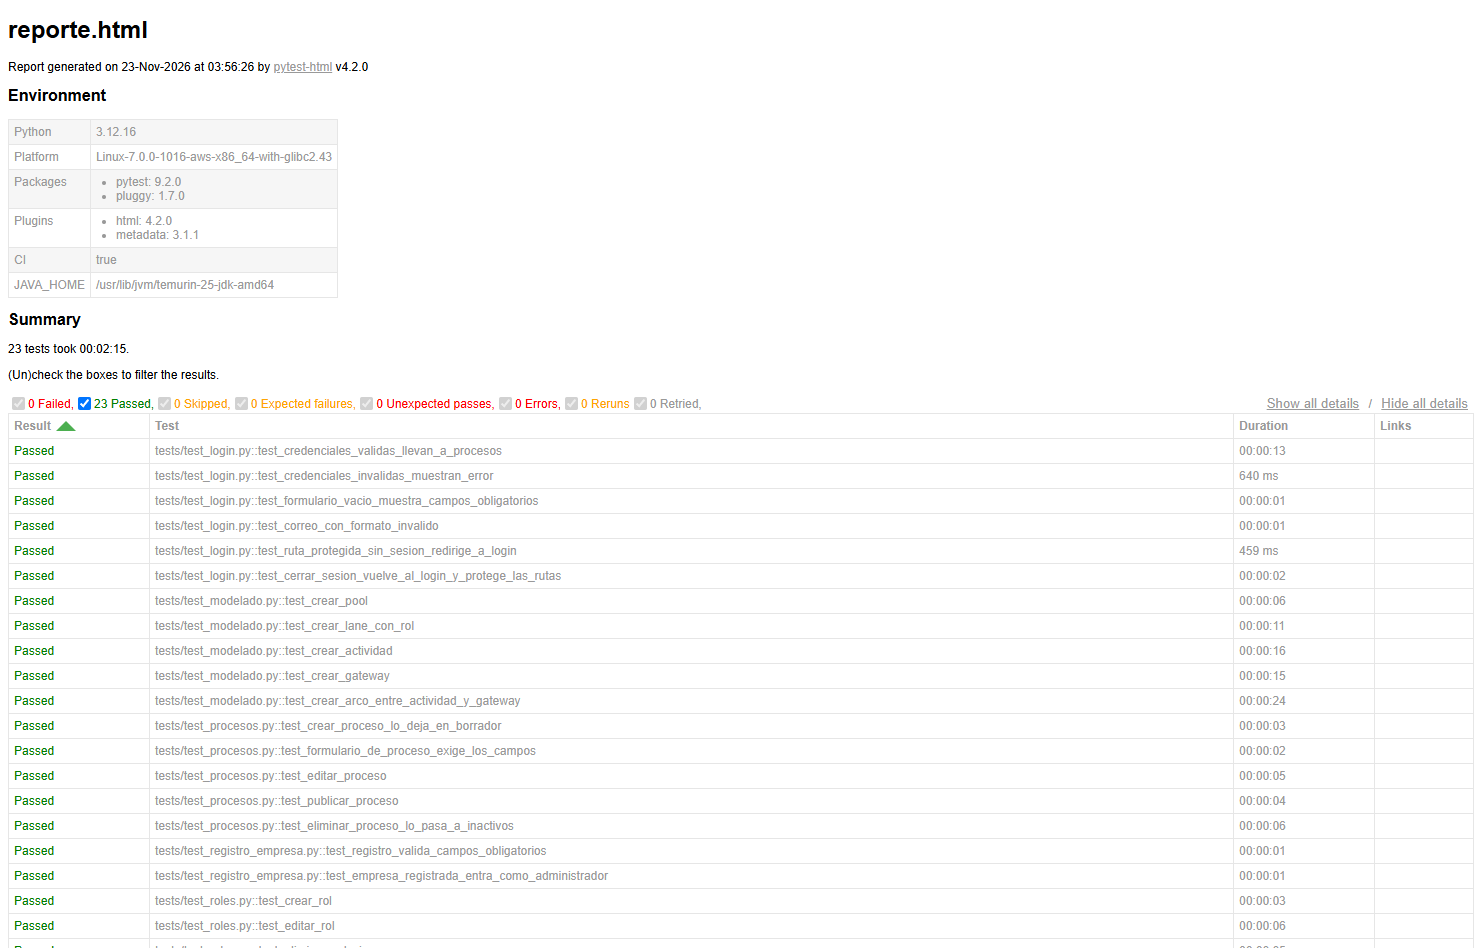 reporte.html
Report generated on 23-Nov-2026 at 03:56:26 by pytest-html v4.2.0
Environment
Python 3.12.16
Platform Linux-7.0.0-1016-aws-x86_64-with-glibc2.43
Packages
pytest: 9.2.0
pluggy: 1.7.0
Plugins
html: 4.2.0
metadata: 3.1.1
CI true
JAVA_HOME /usr/lib/jvm/temurin-25-jdk-amd64
Summary
23 tests took 00:02:15.
(Un)check the boxes to filter the results.
0 Failed, 23 Passed, 0 Skipped, 0 Expected failures, 0 Unexpected passes, 0 Errors, 0 Reruns 0 Retried, Show all details / Hide all details
Result Test Duration Links
Passed tests/test_login.py::test_credenciales_validas_llevan_a_procesos 00:00:13
Passed tests/test_login.py::test_credenciales_invalidas_muestran_error 640 ms
Passed tests/test_login.py::test_formulario_vacio_muestra_campos_obligatorios 00:00:01
Passed tests/test_login.py::test_correo_con_formato_invalido 00:00:01
Passed tests/test_login.py::test_ruta_protegida_sin_sesion_redirige_a_login 459 ms
Passed tests/test_login.py::test_cerrar_sesion_vuelve_al_login_y_protege_las_rutas 00:00:02
Passed tests/test_modelado.py::test_crear_pool 00:00:06
Passed tests/test_modelado.py::test_crear_lane_con_rol 00:00:11
Passed tests/test_modelado.py::test_crear_actividad 00:00:16
Passed tests/test_modelado.py::test_crear_gateway 00:00:15
Passed tests/test_modelado.py::test_crear_arco_entre_actividad_y_gateway 00:00:24
Passed tests/test_procesos.py::test_crear_proceso_lo_deja_en_borrador 00:00:03
Passed tests/test_procesos.py::test_formulario_de_proceso_exige_los_campos 00:00:02
Passed tests/test_procesos.py::test_editar_proceso 00:00:05
Passed tests/test_procesos.py::test_publicar_proceso 00:00:04
Passed tests/test_procesos.py::test_eliminar_proceso_lo_pasa_a_inactivos 00:00:06
Passed tests/test_registro_empresa.py::test_registro_valida_campos_obligatorios 00:00:01
Passed tests/test_registro_empresa.py::test_empresa_registrada_entra_como_administrador 00:00:01
Passed tests/test_roles.py::test_crear_rol 00:00:03
Passed tests/test_roles.py::test_editar_rol 00:00:06